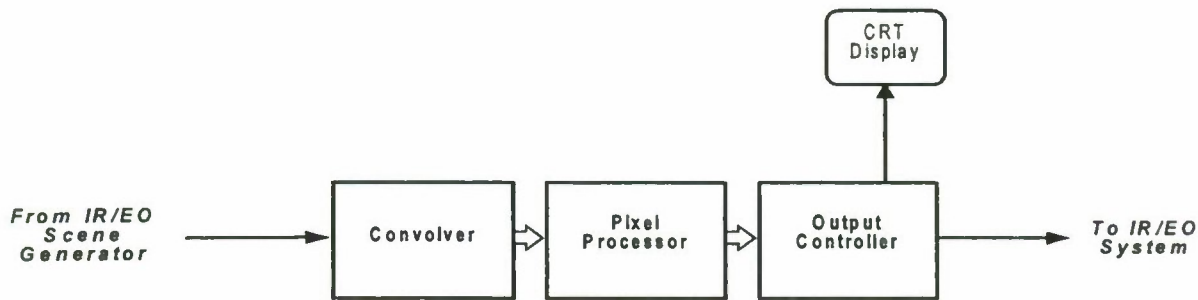 CRT
Display
From IR/EO
Scene
Generator
Convolver
Pixel
Processor
Output
Controller
To IR/EO
System